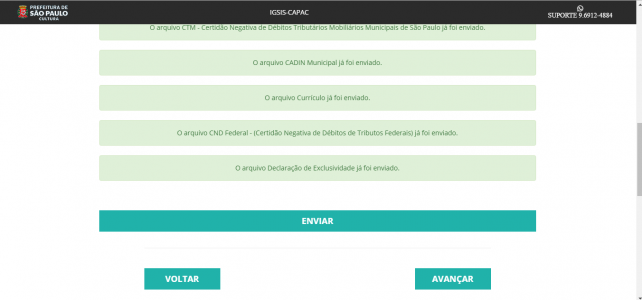 PREFEITURA DE
SÃO PAULO
CULTURA
IGSIS-CAPAC
SUPORTE 9.6912-4884
O arquivo CTM - Certidão Negativa de Débitos Tributários Mobiliários Municipais de São Paulo já foi enviado.
O arquivo CADIN Municipal já foi enviado.
O arquivo Currículo já foi enviado.
O arquivo CND Federal - (Certidão Negativa de Débitos de Tributos Federais) já foi enviado.
O arquivo Declaração de Exclusividade já foi enviado.
ENVIAR
VOLTAR
AVANÇAR